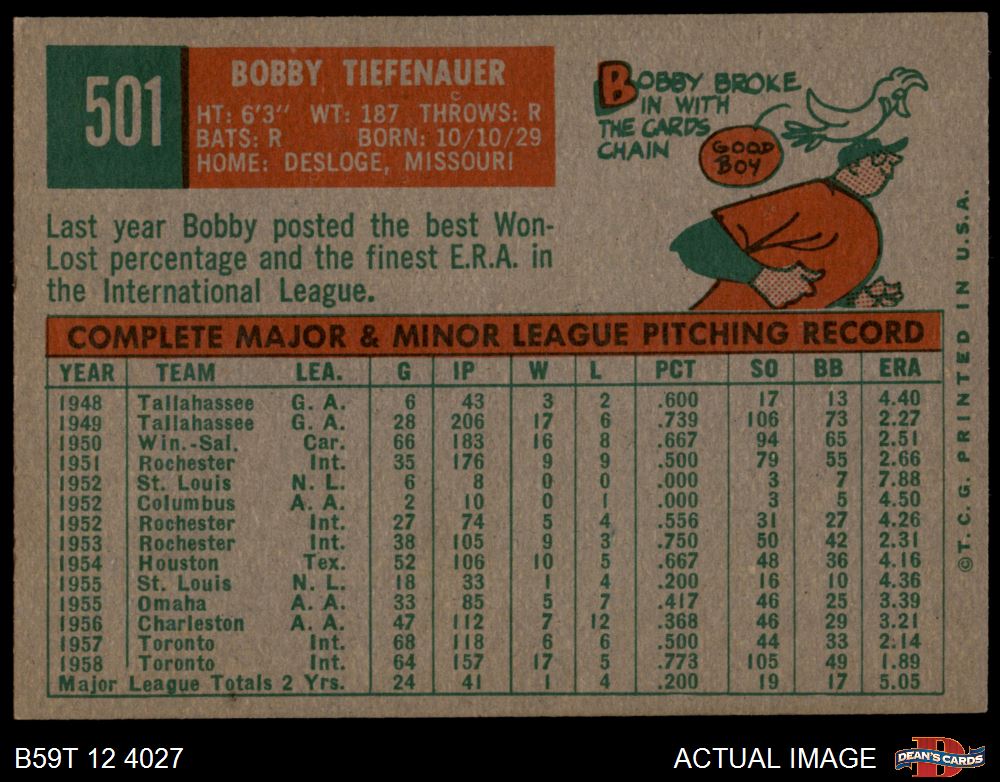 501
BOBBY TIEFENAUER
HT: 6'3" WT: 187 THROWS: R
BATS: R BORN: 10/10/29
HOME: DESLOGE, MISSOURI
BOBBY BROKE
IN WITH
THE CARDS
CHAIN
GOOD
BOY
Last year Bobby posted the best Won-
Lost percentage and the finest E.R.A. in
the International League.
COMPLETE MAJOR & MINOR LEAGUE PITCHING RECORD
YEAR TEAM LEA. G IP W L PCT SO BB ERA
1948 Tallahassee G. A. 6 43 3 2 .600 17 13 4.40
1949 Tallahassee G. A. 28 206 17 6 .739 106 73 2.27
1950 Win.-Sal. Car. 66 183 16 8 .667 94 65 2.51
1951 Rochester Int. 35 176 9 9 .500 79 55 2.66
1952 St. Louis N. L. 6 8 0 0 .000 3 7 7.88
1952 Columbus A. A. 2 10 0 1 .000 3 5 4.50
1952 Rochester Int. 27 74 5 4 .556 31 27 4.26
1953 Rochester Int. 38 105 9 3 .750 50 42 2.31
1954 Houston Tex. 52 106 10 5 .667 48 36 4.16
1955 St. Louis N. L. 18 33 1 4 .200 16 10 4.36
1955 Omaha A. A. 33 85 5 7 .417 46 25 3.39
1956 Charleston A. A. 47 112 7 12 .368 46 29 3.21
1957 Toronto Int. 68 118 6 6 .500 44 33 2.14
1958 Toronto Int. 64 157 17 5 .773 105 49 1.89
Major League Totals 2 Yrs. 24 41 1 4 .200 19 17 5.05
©T. C. G. PRINTED IN U.S.A.
B59T 12 4027
ACTUAL IMAGE
D
DEAN'S CARDS